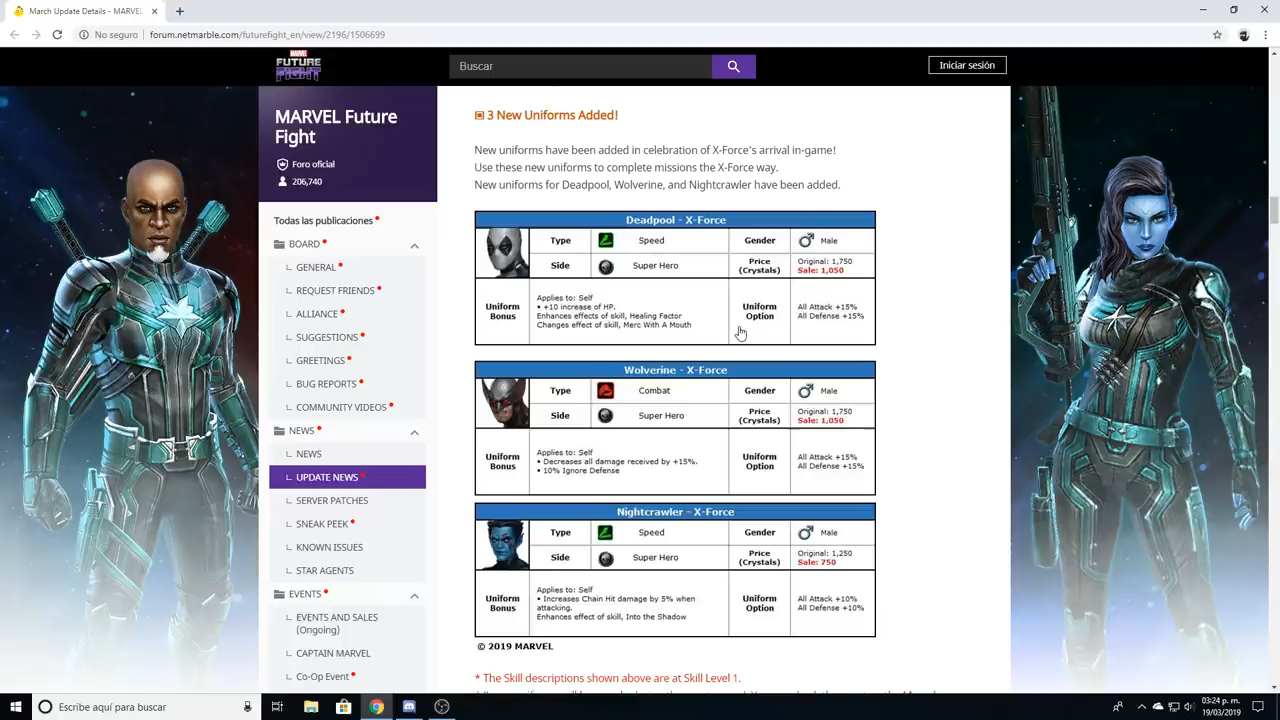 March Update Details - MARVEL
No seguro
forum.netmarble.com/futurefight_en/view/2196/1506699
MARVEL
FUTURE
FIGHT
Buscar
Iniciar sesión
MARVEL Future
Fight
Foro oficial
206,740
Todas las publicaciones
BOARD
GENERAL
REQUEST FRIENDS
ALLIANCE
SUGGESTIONS
GREETINGS
BUG REPORTS
COMMUNITY VIDEOS
NEWS
NEWS
UPDATE NEWS
SERVER PATCHES
SNEAK PEEK
KNOWN ISSUES
STAR AGENTS
EVENTS
EVENTS AND SALES
(Ongoing)
CAPTAIN MARVEL
Co-Op Event
3 New Uniforms Added!
New uniforms have been added in celebration of X-Force's arrival in-game!
Use these new uniforms to complete missions the X-Force way.
New uniforms for Deadpool, Wolverine, and Nightcrawler have been added.
Deadpool - X-Force
Type Speed Gender Male
Side Super Hero Price (Crystals) Original: 1,750
Sale: 1,050
Uniform Bonus
Applies to: Self
• +10 increase of HP.
Enhances effects of skill, Healing Factor
Changes effect of skill, Merc With A Mouth
Uniform Option
All Attack +15%
All Defense +15%
Wolverine - X-Force
Type Combat Gender Male
Side Super Hero Price (Crystals) Original: 1,750
Sale: 1,050
Uniform Bonus
Applies to: Self
• Decreases all damage received by +15%.
• 10% Ignore Defense
Uniform Option
All Attack +15%
All Defense +15%
Nightcrawler - X-Force
Type Speed Gender Male
Side Super Hero Price (Crystals) Original: 1,250
Sale: 750
Uniform Bonus
Applies to: Self
• Increases Chain Hit damage by 5% when
attacking.
Enhances effect of skill, Into the Shadow
Uniform Option
All Attack +10%
All Defense +10%
© 2019 MARVEL
* The Skill descriptions shown above are at Skill Level 1.
Escribe aquí para buscar
03:24 p. m.
19/03/2019